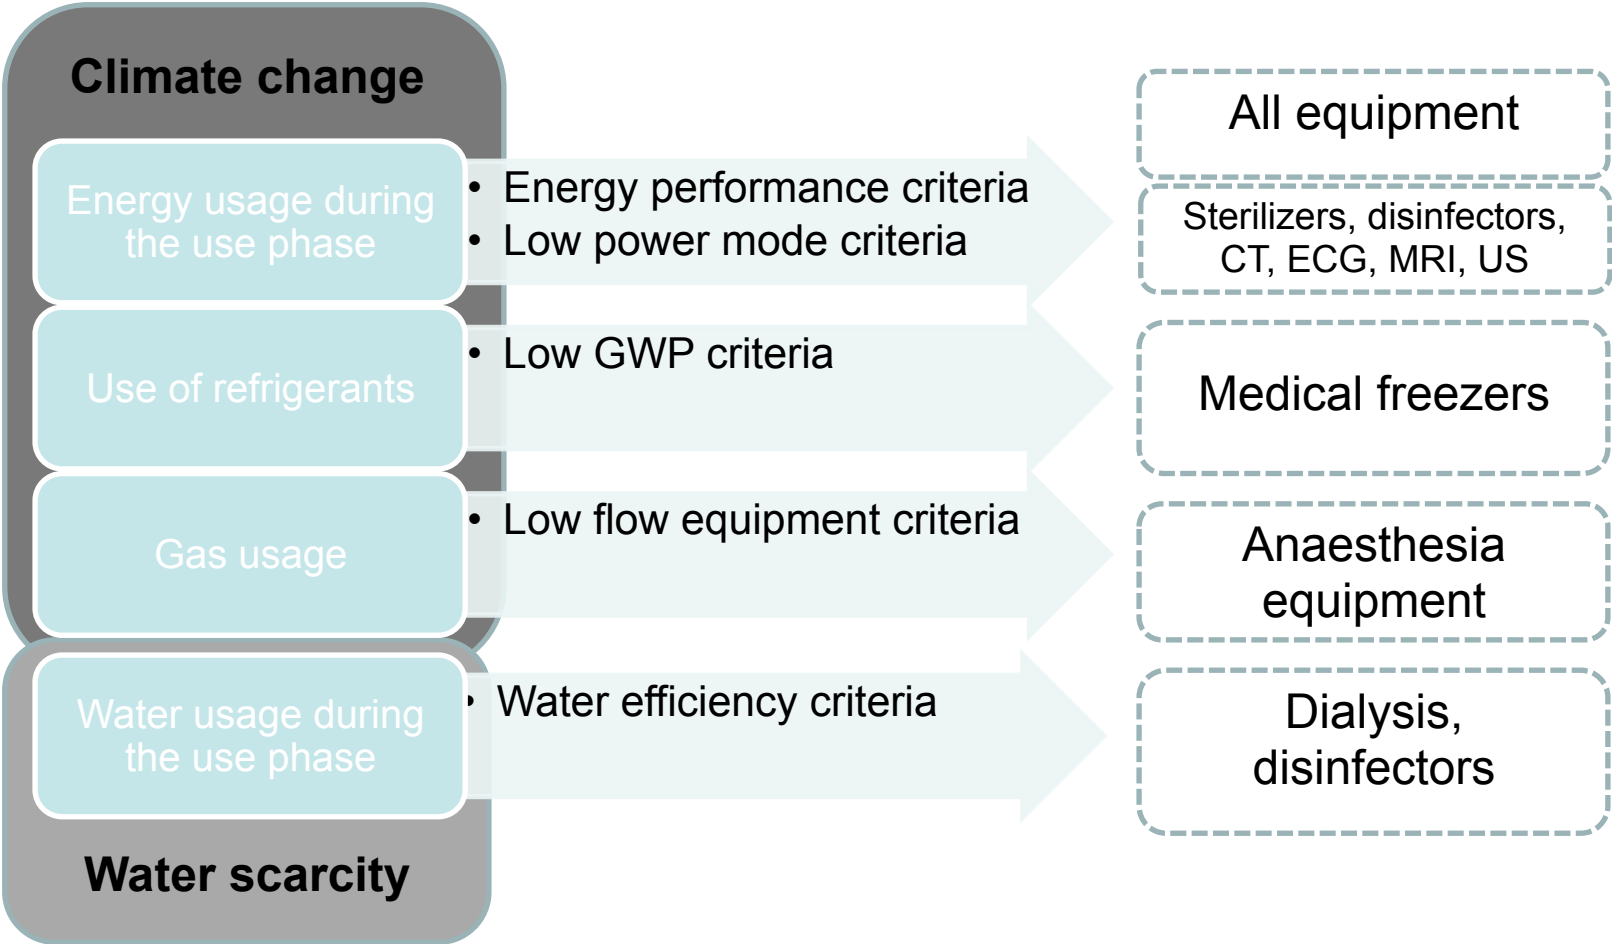 Climate change
Energy usage during
the use phase
• Energy performance criteria
• Low power mode criteria
All equipment
Sterilizers, disinfectors,
CT, ECG, MRI, US
Use of refrigerants
• Low GWP criteria
Medical freezers
Gas usage
• Low flow equipment criteria
Anaesthesia
equipment
Water usage during
the use phase
• Water efficiency criteria
Dialysis,
disinfectors
Water scarcity